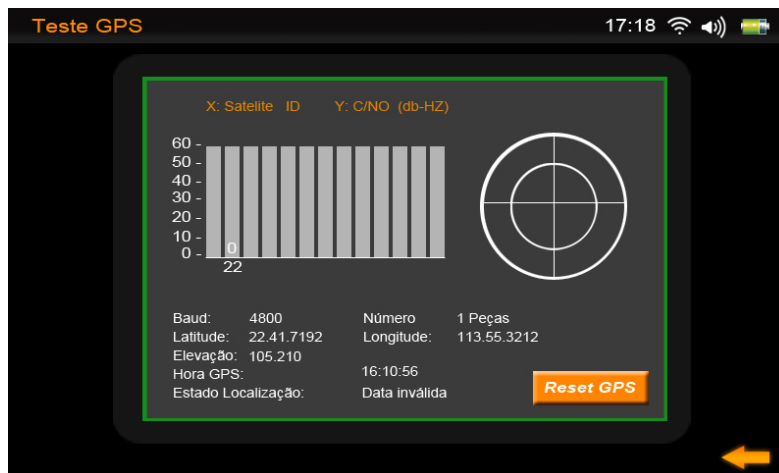 Teste GPS 17:18
X: Satelite ID Y: C/NO (db-HZ)
60 -
50 -
40 -
30 -
20 -
10 -
0 -
0
22
Baud: 4800 Número 1 Peças
Latitude: 22.41.7192 Longitude: 113.55.3212
Elevação: 105.210
Hora GPS: 16:10:56
Estado Localização: Data inválida
Reset GPS